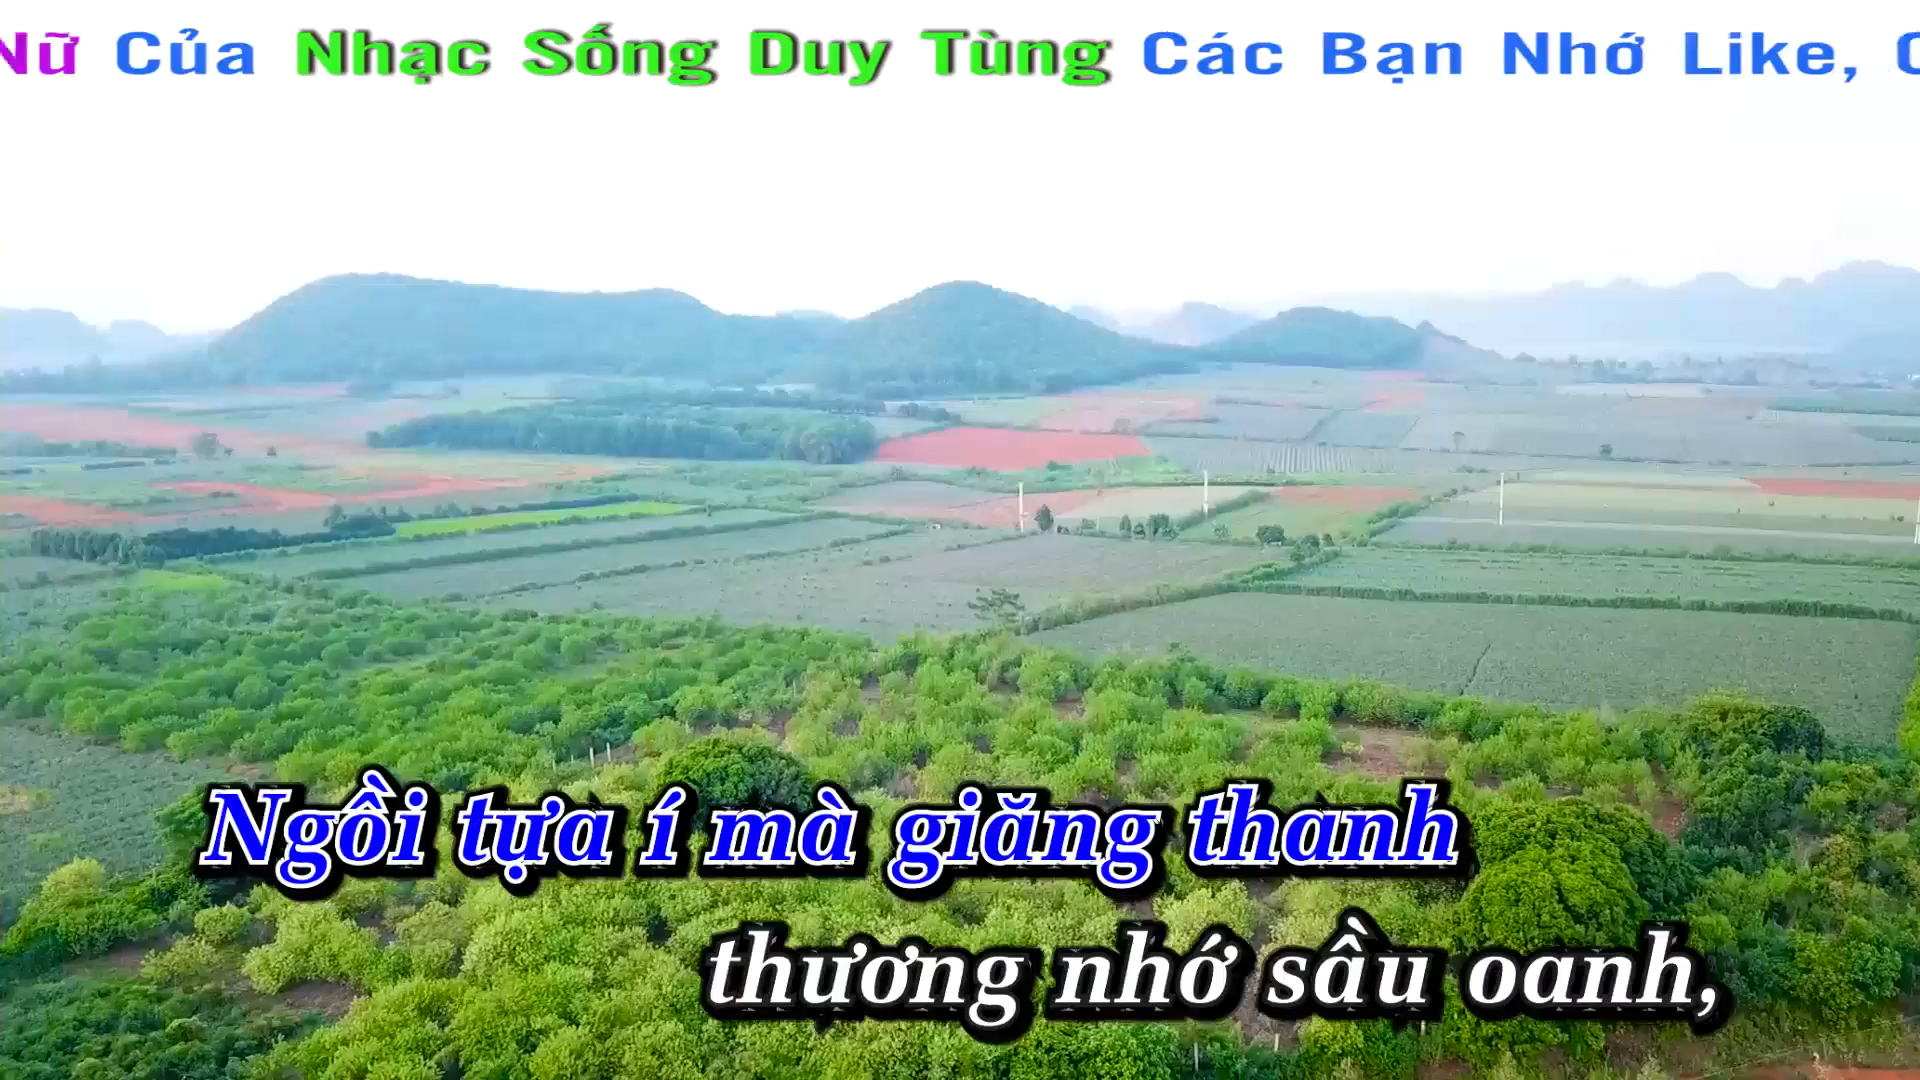 Nữ Của Nhạc Sống Duy Tùng Các Bạn Nhớ Like,
Ngồi tựa í mà giăng thanh
thương nhớ sầu oanh,